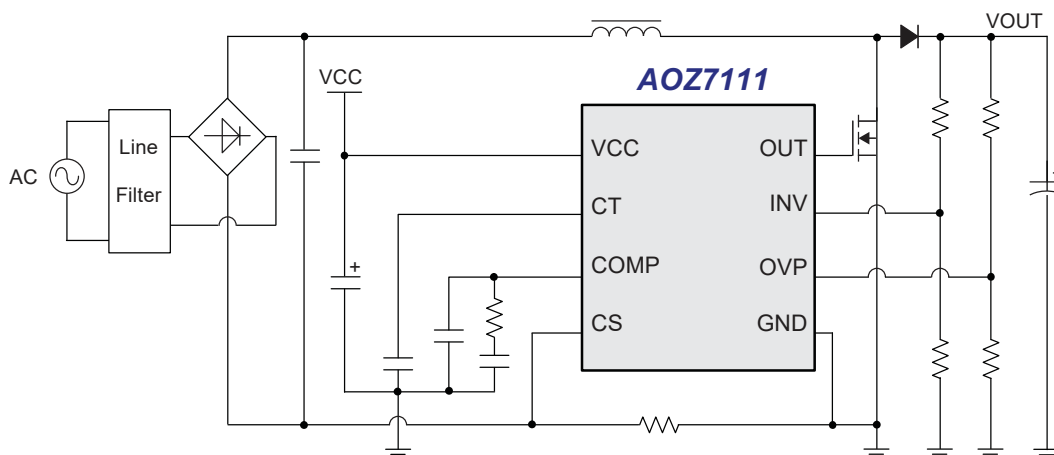 VOUT
VCC
AOZ7111
AC
Line
Filter
VCC
CT
COMP
CS
OUT
INV
OVP
GND
+
+